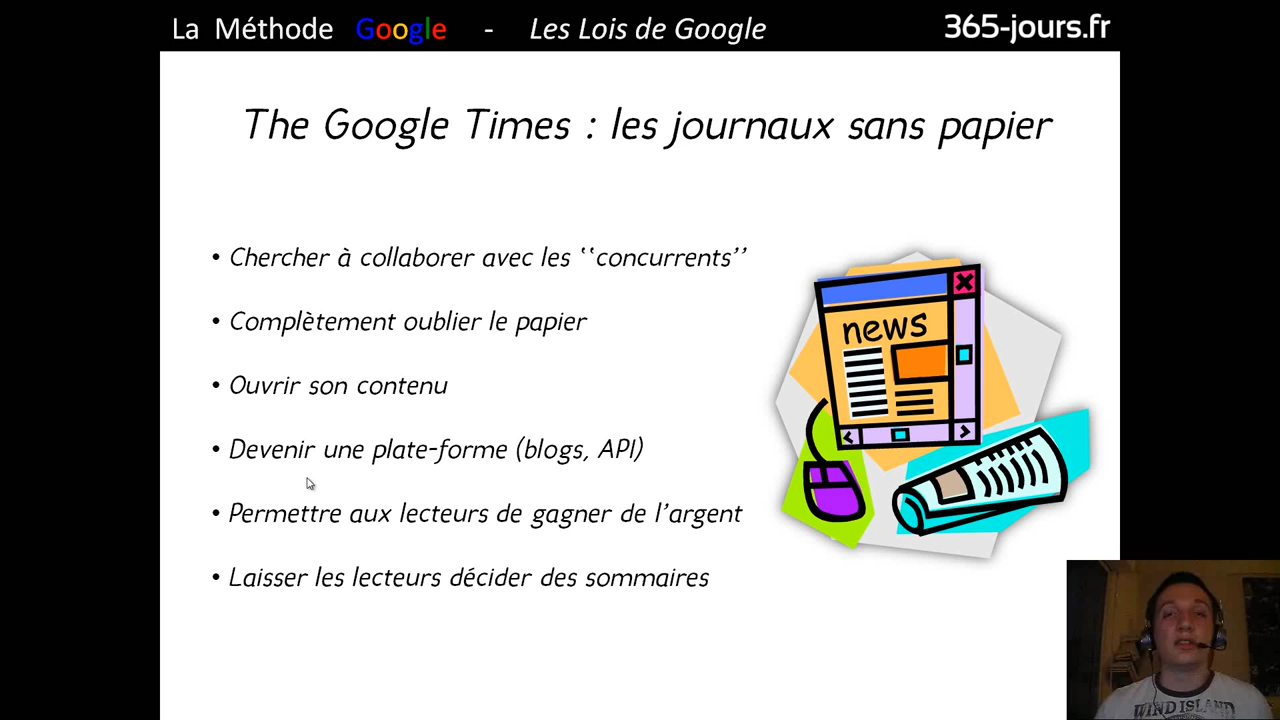 La Méthode Google - Les Lois de Google
365-jours.fr
The Google Times : les journaux sans papier
• Chercher à collaborer avec les ‘‘concurrents’’
• Complètement oublier le papier
• Ouvrir son contenu
• Devenir une plate-forme (blogs, API)
• Permettre aux lecteurs de gagner de l’argent
• Laisser les lecteurs décider des sommaires
news
WIND ISLAND